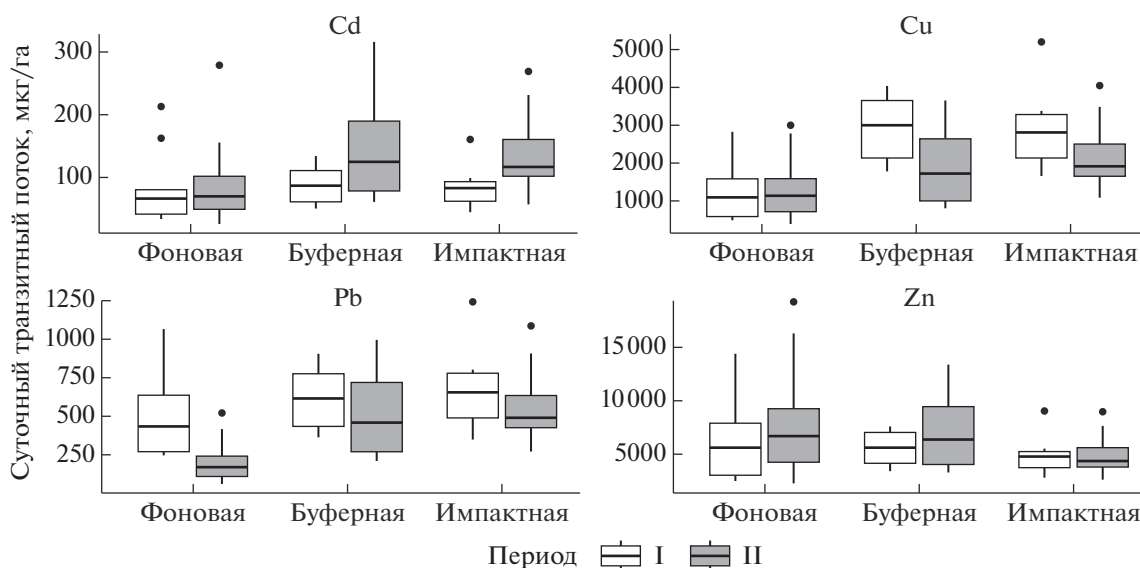 Суточный транзитный поток, мкг/га
Cd
300
200
100
Фоновая Буферная Импактная
Cu
5000
4000
3000
2000
1000
Фоновая Буферная Импактная
Pb
1250
1000
750
500
250
Фоновая Буферная Импактная
Zn
15000
10000
5000
Фоновая Буферная Импактная
Период I II